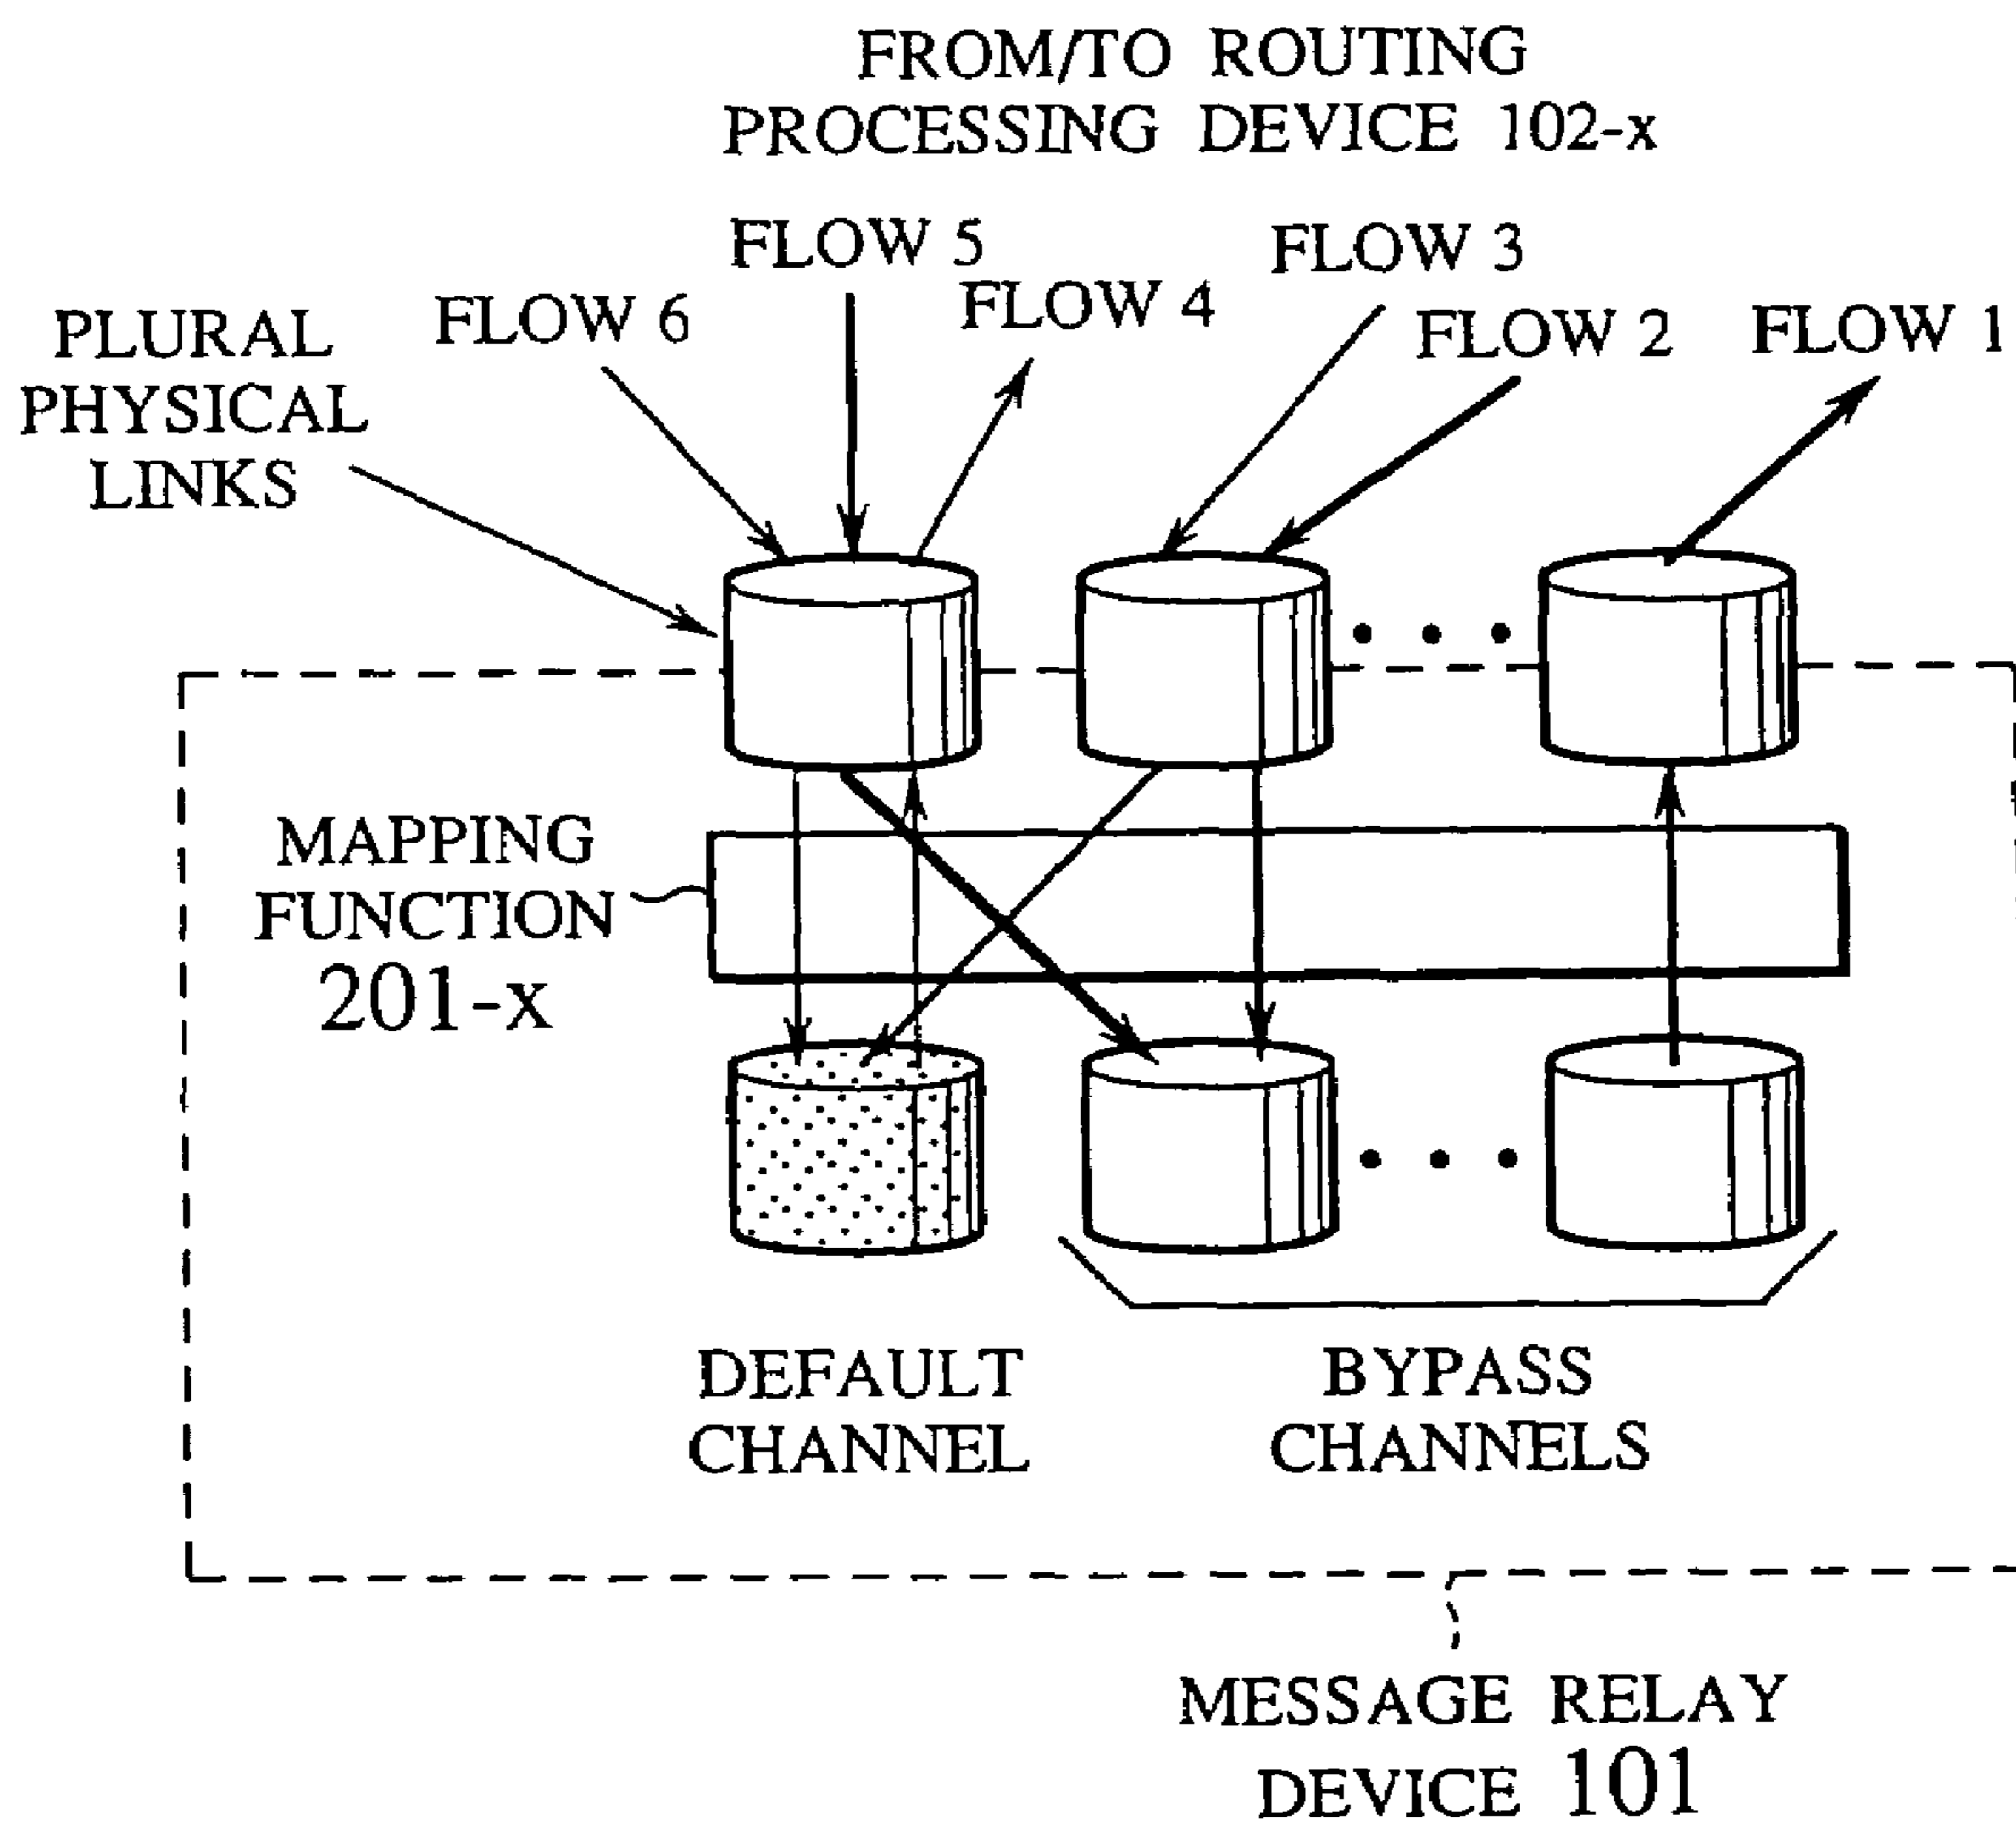 FROM/TO ROUTING
PROCESSING DEVICE 102-x
FLOW 5
FLOW 3
FLOW 4
FLOW 6
FLOW 2
FLOW 1
PLURAL
PHYSICAL
LINKS
MAPPING
FUNCTION
201-x
DEFAULT
CHANNEL
BYPASS
CHANNELS
MESSAGE RELAY
DEVICE 101